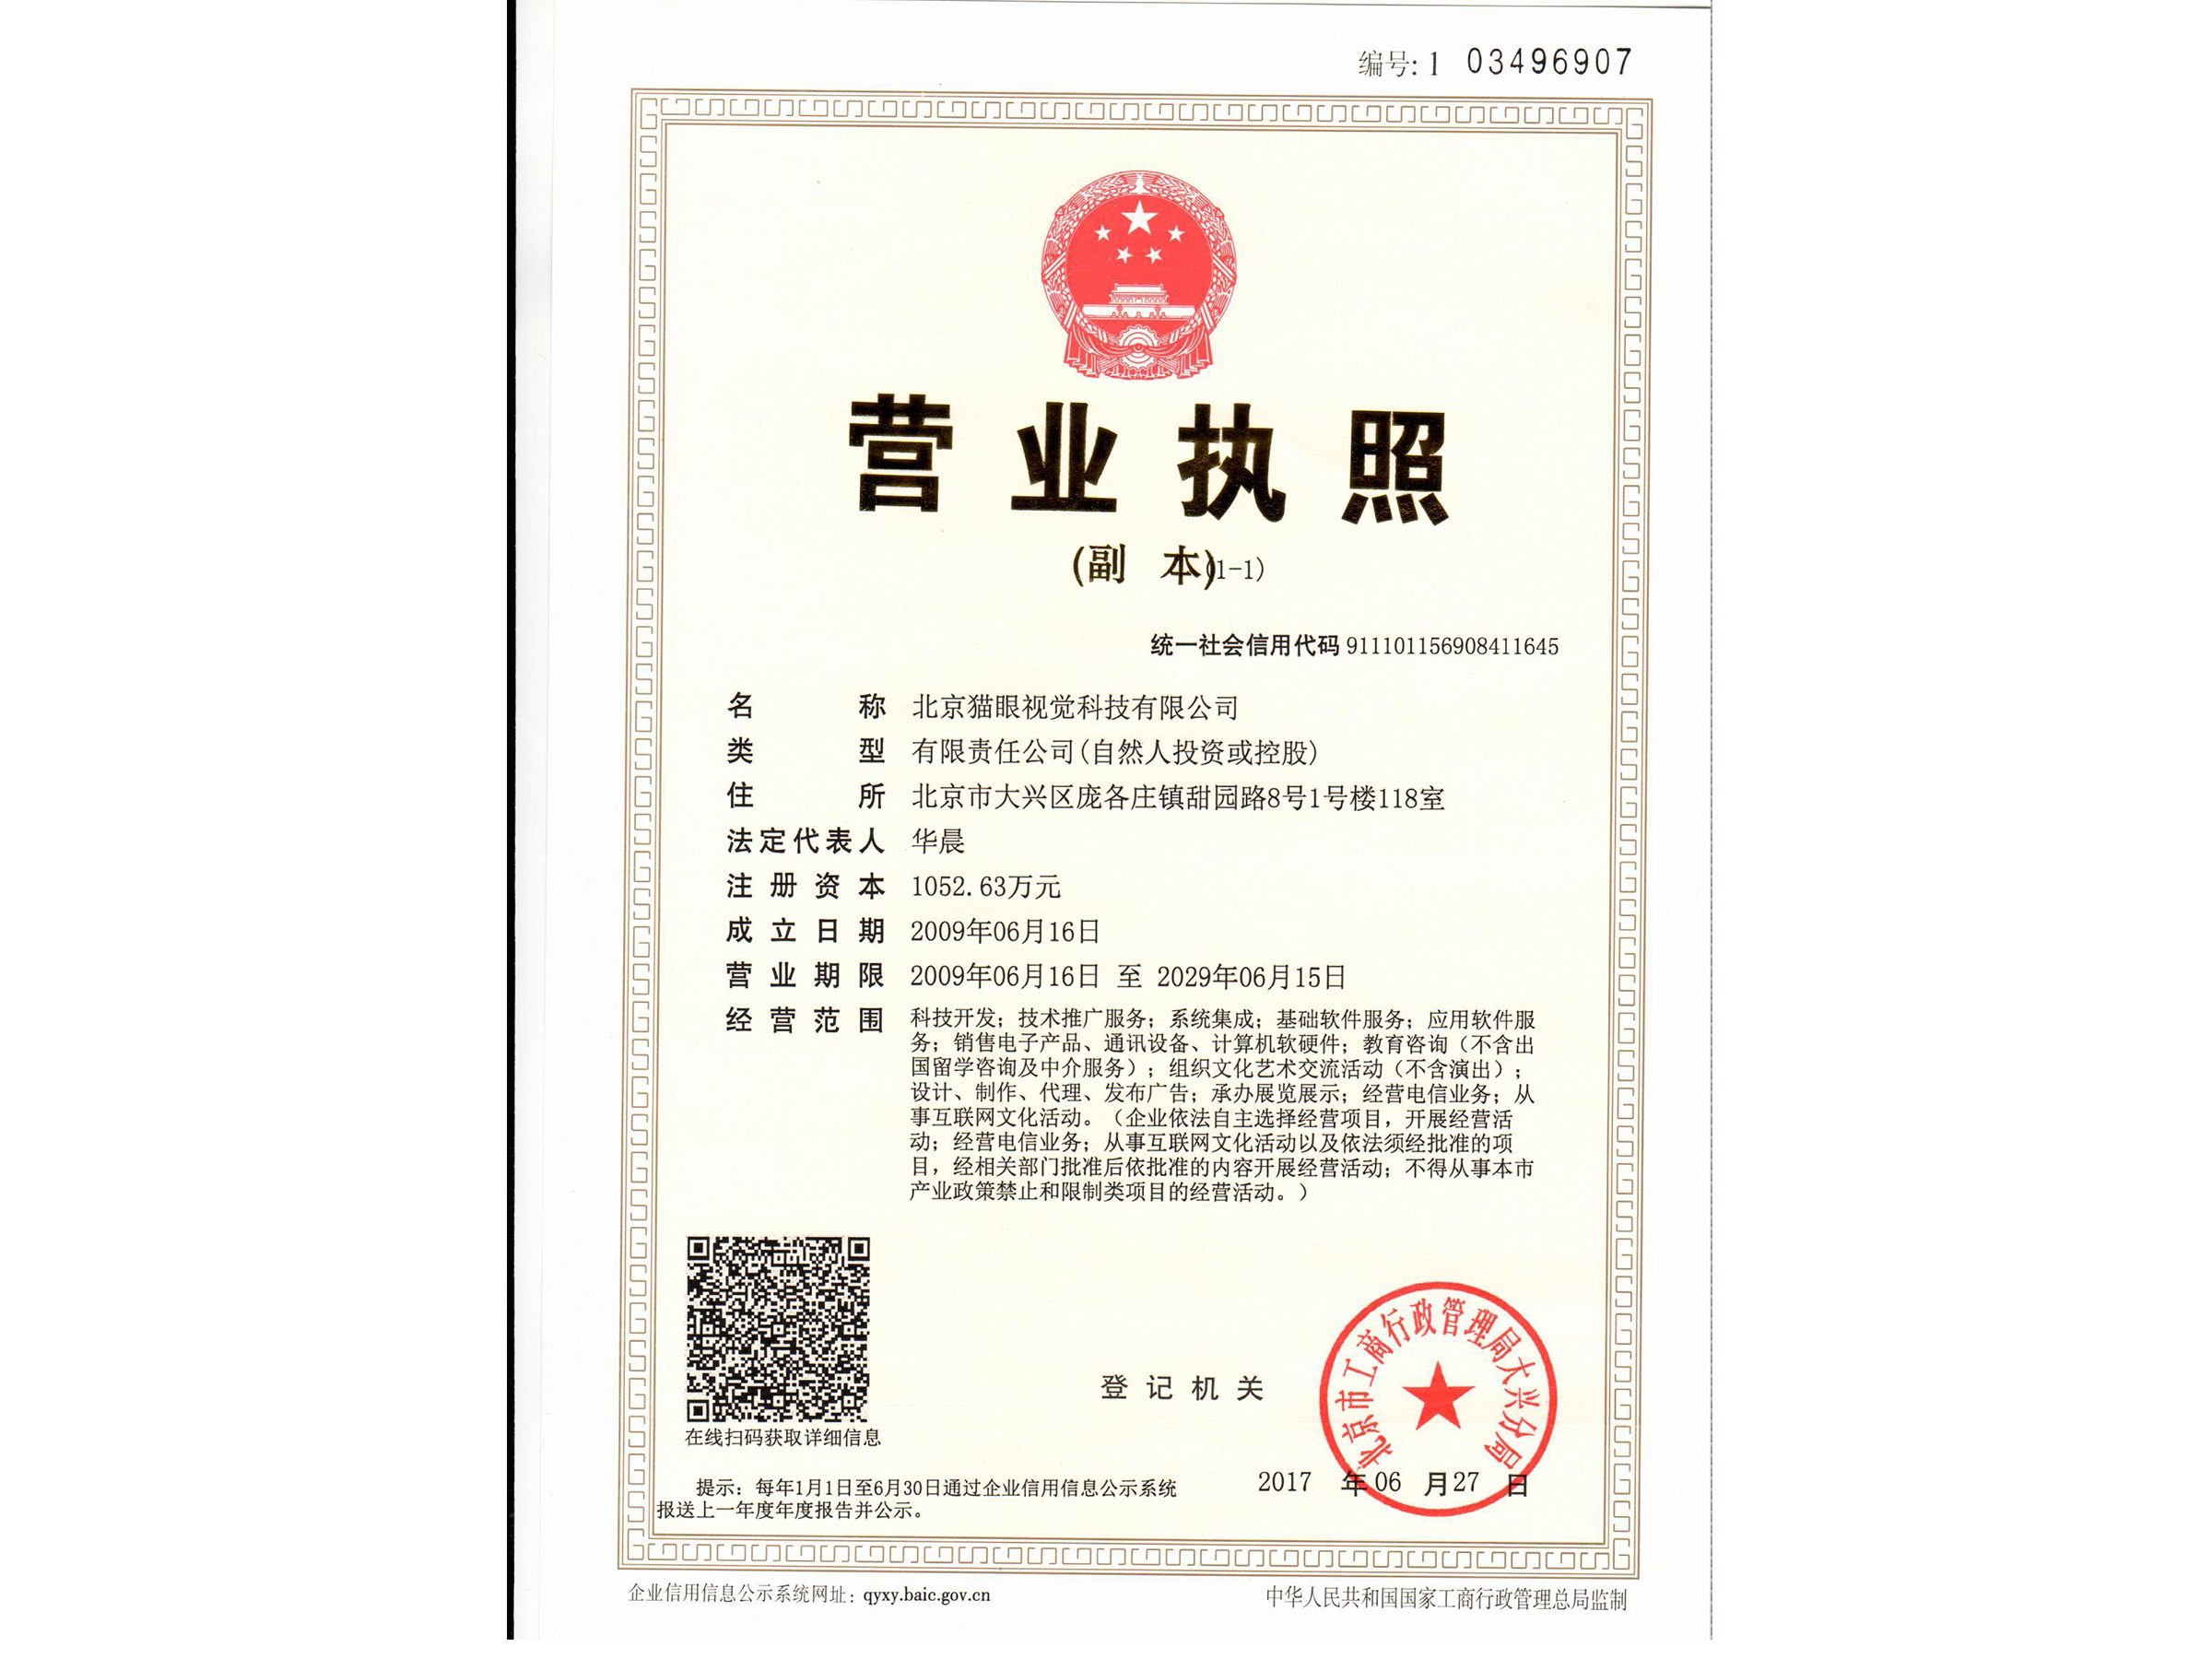 编号: 1 03496907
营业执照
(副 本)(1-1)
统一社会信用代码 911101156908411645
名称 北京猫眼视觉科技有限公司
类型 有限责任公司(自然人投资或控股)
住所 北京市大兴区庞各庄镇甜园路8号1号楼118室
法定代表人 华晨
注册资本 1052.63万元
成立日期 2009年06月16日
营业期限 2009年06月16日 至 2029年06月15日
经营范围 科技开发；技术推广服务；系统集成；基础软件服务；应用软件服
务；销售电子产品、通讯设备、计算机软硬件；教育咨询（不含出
国留学咨询及中介服务）；组织文化艺术交流活动（不含演出）；
设计、制作、代理、发布广告；承办展览展示；经营电信业务；从
事互联网文化活动。（企业依法自主选择经营项目，开展经营活
动；经营电信业务；从事互联网文化活动以及依法须经批准的项
目，经相关部门批准后依批准的内容开展经营活动；不得从事本市
产业政策禁止和限制类项目的经营活动。）
在线扫码获取详细信息
登记机关
北京市工商行政管理局大兴分局
2017 年 06 月 27 日
提示：每年1月1日至6月30日通过企业信用信息公示系统
报送上一年度年度报告并公示。
企业信用信息公示系统网址：qyxy.baic.gov.cn
中华人民共和国国家工商行政管理总局监制